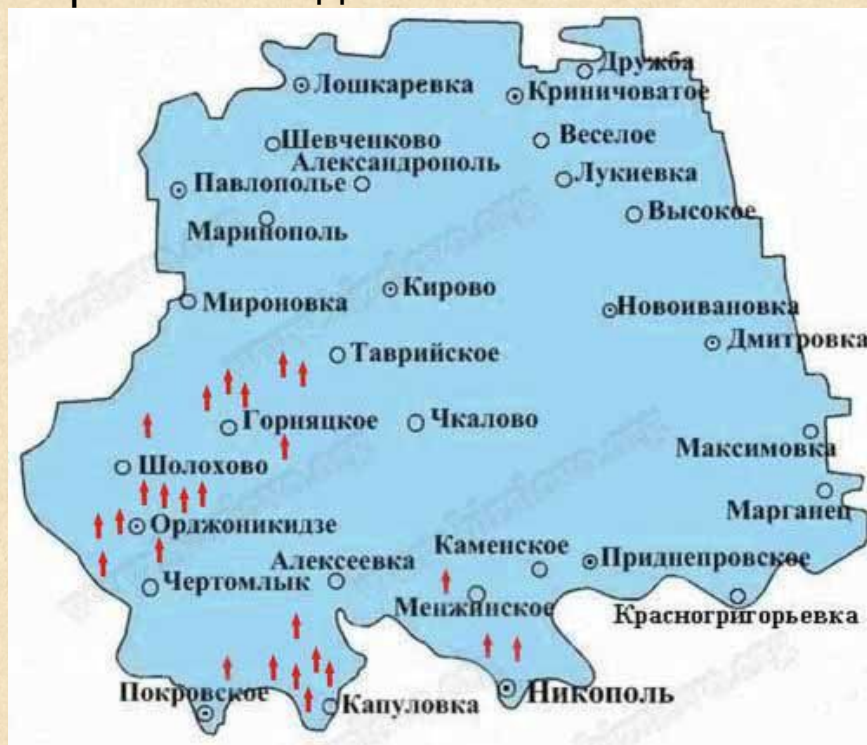 Лошкаревка
Дружба
Криничоватое
Шевченково
Веселое
Александрополь
Лукиевка
Павлополье
Высокое
Маринополь
Кирово
Мироновка
Новоивановка
Дмитровка
Таврийское
Горняцкое
Чкалово
Максимовка
Шолохово
Марганец
Орджоникидзе
Каменское
Алексеевка
Приднепровское
Чертомлык
Менжинское
Красногригорьевка
Покровское
Никополь
Капуловка